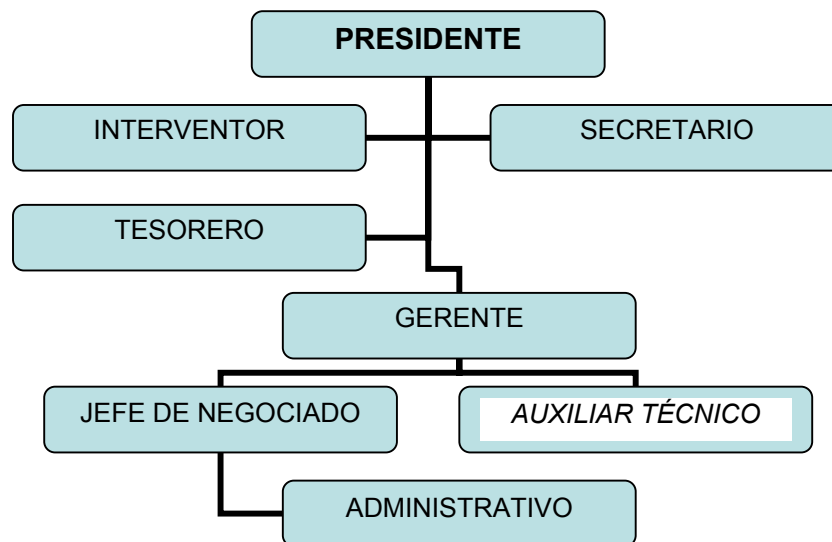 PRESIDENTE
INTERVENTOR
SECRETARIO
TESORERO
GERENTE
JEFE DE NEGOCIADO
AUXILIAR TÉCNICO
ADMINISTRATIVO